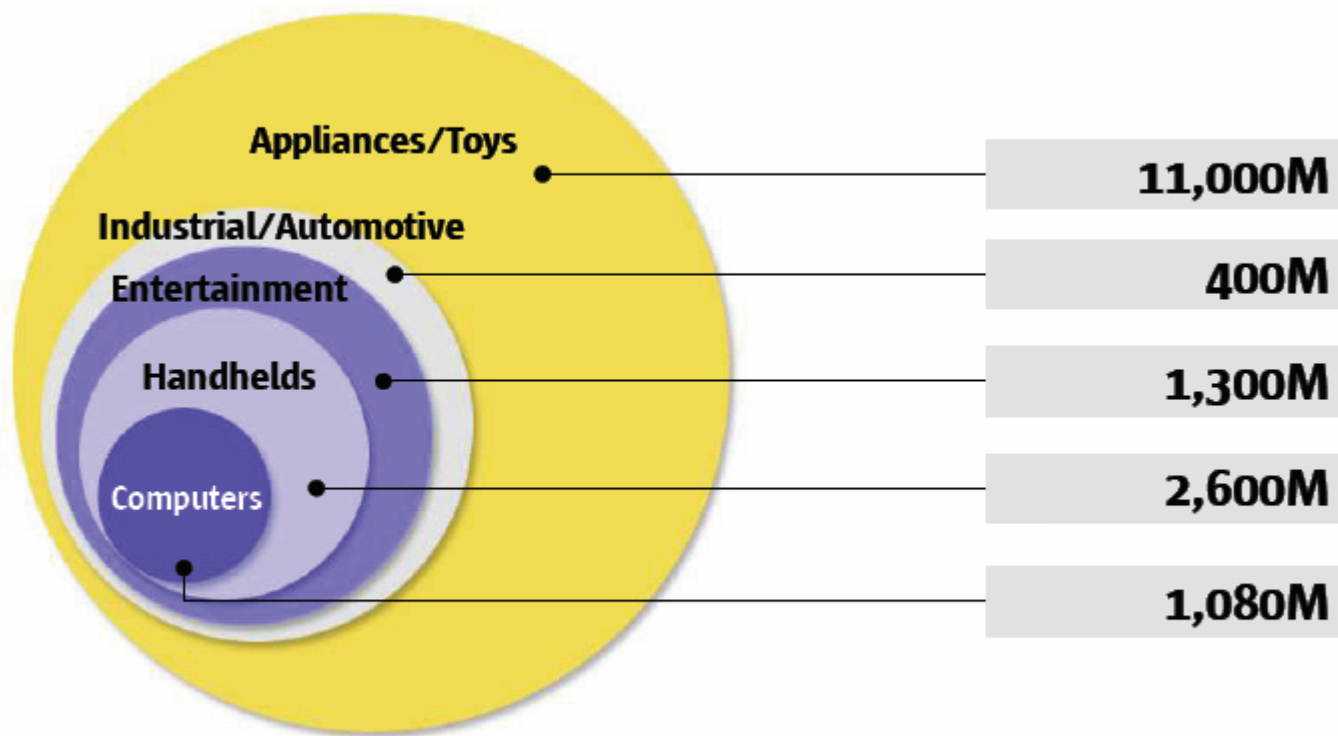 Appliances/Toys
11,000M
Industrial/Automotive
400M
Entertainment
1,300M
Handhelds
2,600M
Computers
1,080M